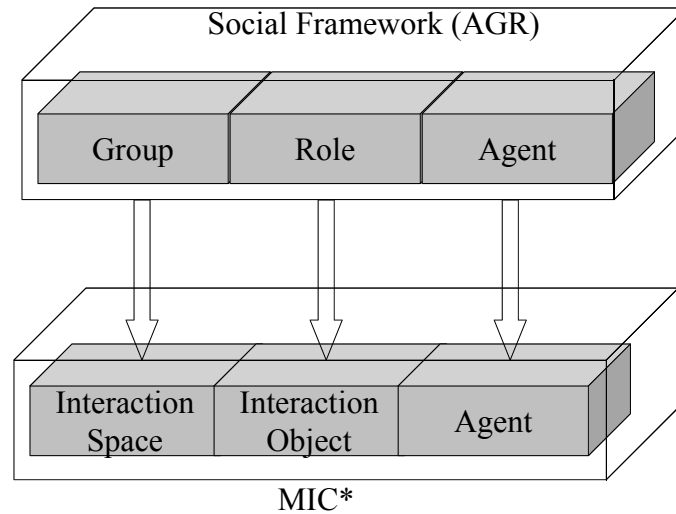 Social Framework (AGR)
Group
Role
Agent
Interaction
Space
Interaction
Object
Agent
MIC*